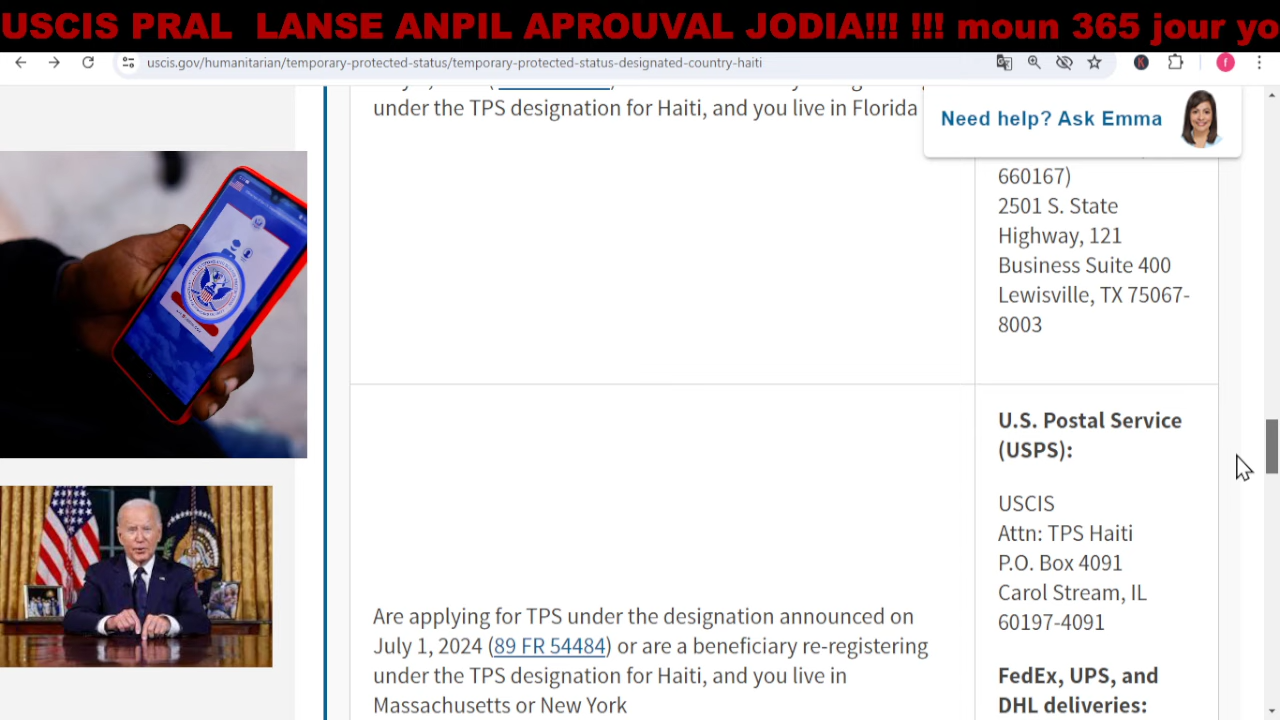 USCIS PRAL LANSE ANPIL APROUVAL JODIA!!! !!! moun 365 jour yo
uscis.gov/humanitarian/temporary-protected-status/temporary-protected-status-designated-country-haiti
K
f
under the TPS designation for Haiti, and you live in Florida
Need help? Ask Emma
660167)
2501 S. State
Highway, 121
Business Suite 400
Lewisville, TX 75067-
8003
U.S. Postal Service
(USPS):
USCIS
Attn: TPS Haiti
P.O. Box 4091
Carol Stream, IL
60197-4091
Are applying for TPS under the designation announced on
July 1, 2024 (89 FR 54484) or are a beneficiary re-registering
under the TPS designation for Haiti, and you live in
Massachusetts or New York
FedEx, UPS, and
DHL deliveries: